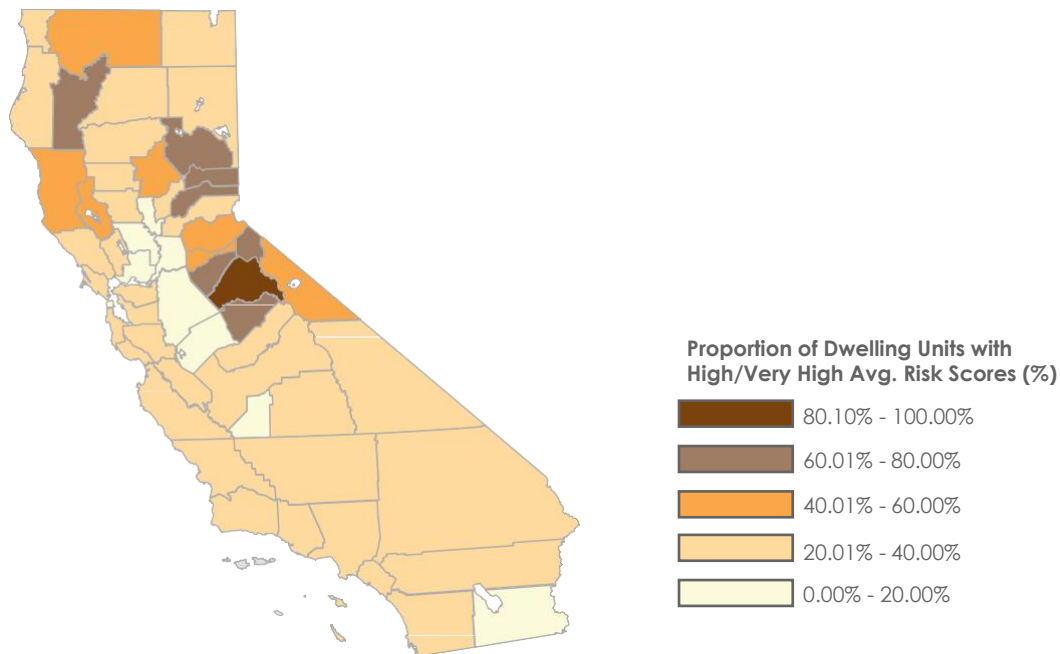 Proportion of Dwelling Units with
High/Very High Avg. Risk Scores (%)
80.10% - 100.00%
60.01% - 80.00%
40.01% - 60.00%
20.01% - 40.00%
0.00% - 20.00%